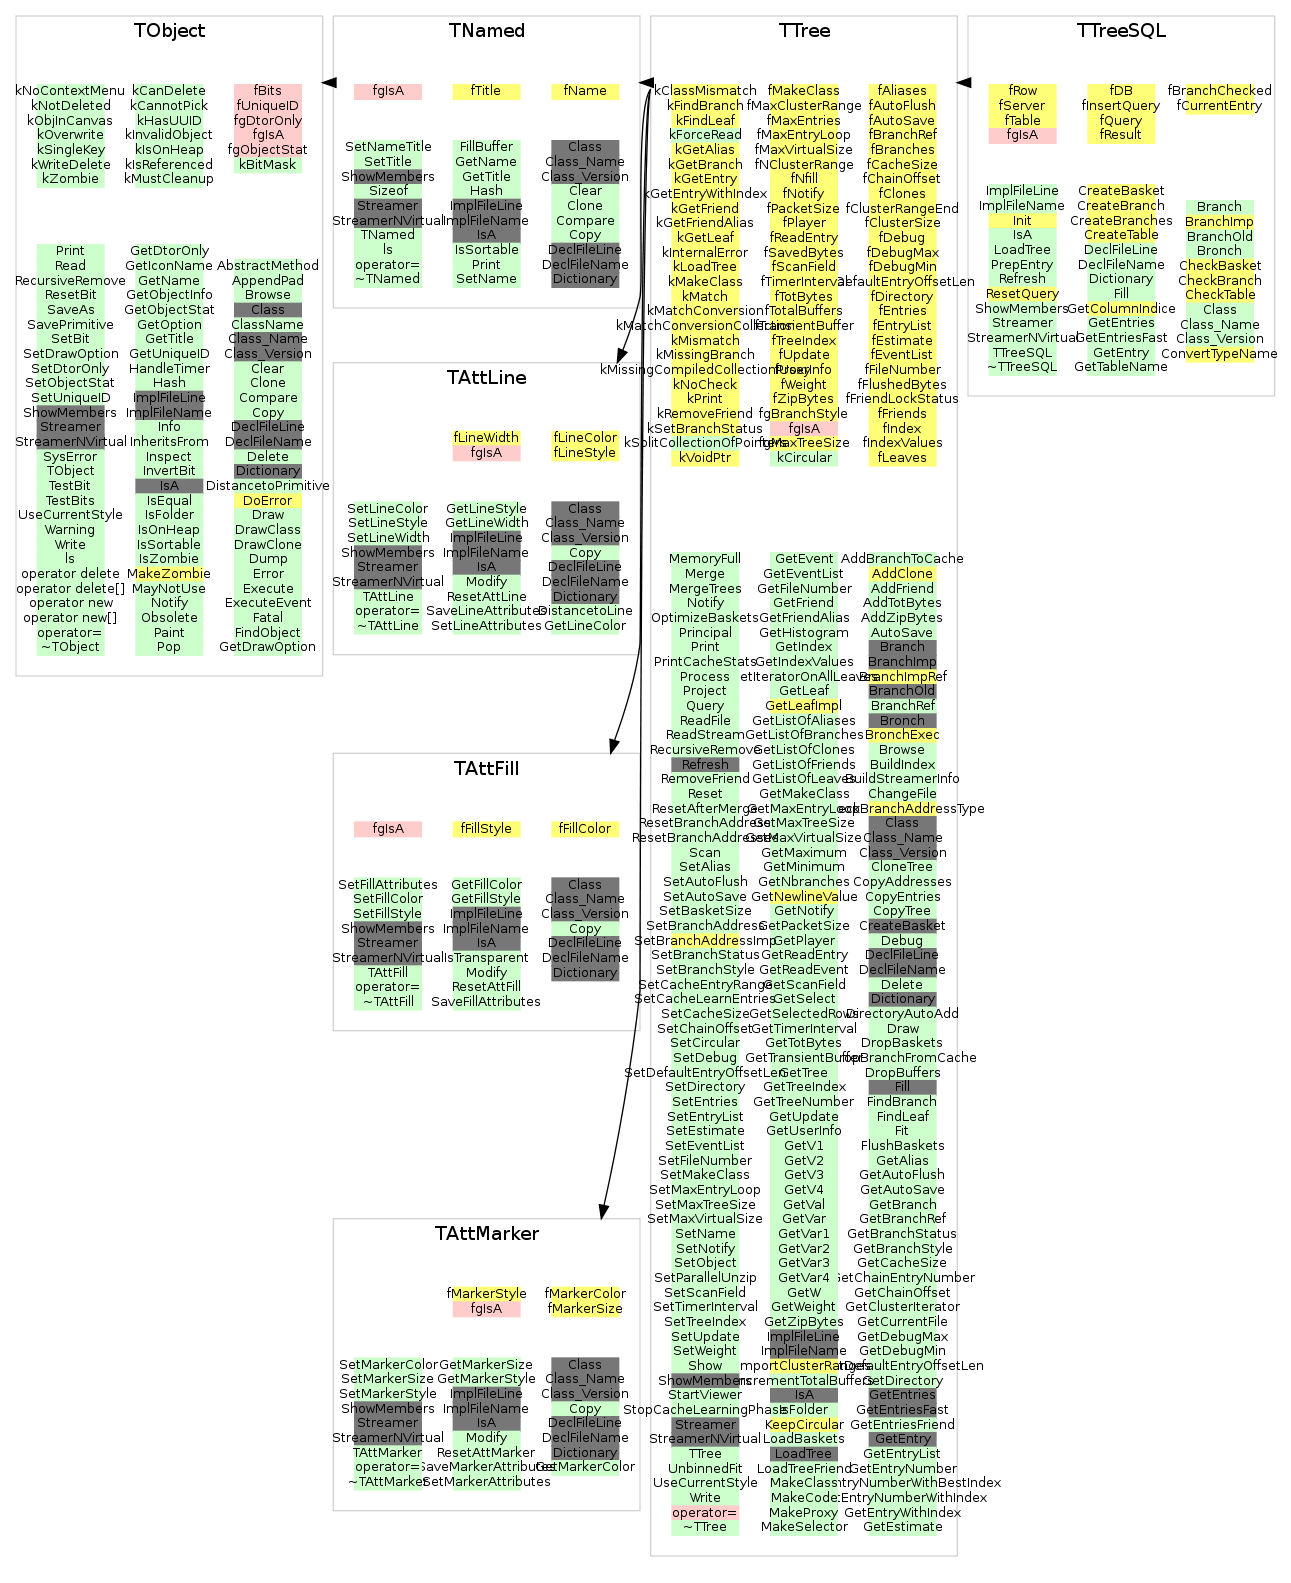 TObject
kNoContextMenu
kNotDeleted
kObjInCanvas
kOverwrite
kSingleKey
kWriteDelete
kZombie
kCanDelete
kCannotPick
kHasUUID
kInvalidObject
kIsOnHeap
kIsReferenced
kMustCleanup
fBits
fUniqueID
fgDtorOnly
fgIsA
fgObjectStat
kBitMask
Print
Read
RecursiveRemove
ResetBit
SaveAs
SavePrimitive
SetBit
SetDrawOption
SetDtorOnly
SetObjectStat
SetUniqueID
ShowMembers
Streamer
StreamerNVirtual
SysError
TObject
TestBit
TestBits
UseCurrentStyle
Warning
Write
ls
operator delete
operator delete[]
operator new
operator new[]
operator=
~TObject
GetDtorOnly
GetIconName
GetName
GetObjectInfo
GetObjectStat
GetOption
GetTitle
GetUniqueID
HandleTimer
Hash
ImplFileLine
ImplFileName
Info
InheritsFrom
Inspect
InvertBit
IsA
IsEqual
IsFolder
IsOnHeap
IsSortable
IsZombie
MakeZombie
MayNotUse
Notify
Obsolete
Paint
Pop
AbstractMethod
AppendPad
Browse
Class
ClassName
Class_Name
Class_Version
Clear
Clone
Compare
Copy
DeclFileLine
DeclFileName
Delete
Dictionary
DistancetoPrimitive
DoError
Draw
DrawClass
DrawClone
Dump
Error
Execute
ExecuteEvent
Fatal
FindObject
GetDrawOption
TNamed
fgIsA
fTitle
fName
SetNameTitle
SetTitle
ShowMembers
Sizeof
Streamer
StreamerNVirtual
TNamed
ls
operator=
~TNamed
FillBuffer
GetName
GetTitle
Hash
ImplFileLine
ImplFileName
IsA
IsSortable
Print
SetName
Class
Class_Name
Class_Version
Clear
Clone
Compare
Copy
DeclFileLine
DeclFileName
Dictionary
TAttLine
fLineWidth
fgIsA
fLineColor
fLineStyle
SetLineColor
SetLineStyle
SetLineWidth
ShowMembers
Streamer
StreamerNVirtual
TAttLine
operator=
~TAttLine
GetLineStyle
GetLineWidth
ImplFileLine
ImplFileName
IsA
Modify
ResetAttLine
SaveLineAttributes
SetLineAttributes
Class
Class_Name
Class_Version
Copy
DeclFileLine
DeclFileName
Dictionary
DistancetoLine
GetLineColor
TAttFill
fgIsA
fFillStyle
fFillColor
SetFillAttributes
SetFillColor
SetFillStyle
ShowMembers
Streamer
StreamerNVirtual
TAttFill
operator=
~TAttFill
GetFillColor
GetFillStyle
ImplFileLine
ImplFileName
IsA
IsTransparent
Modify
ResetAttFill
SaveFillAttributes
Class
Class_Name
Class_Version
Copy
DeclFileLine
DeclFileName
Dictionary
TAttMarker
fMarkerStyle
fgIsA
fMarkerColor
fMarkerSize
SetMarkerColor
SetMarkerSize
SetMarkerStyle
ShowMembers
Streamer
StreamerNVirtual
TAttMarker
operator=
~TAttMarker
GetMarkerSize
GetMarkerStyle
ImplFileLine
ImplFileName
IsA
Modify
ResetAttMarker
SaveMarkerAttributes
SetMarkerAttributes
Class
Class_Name
Class_Version
Copy
DeclFileLine
DeclFileName
Dictionary
GetMarkerColor
TTree
kClassMismatch
kFindBranch
kFindLeaf
kForceRead
kGetAlias
kGetBranch
kGetEntry
kGetEntryWithIndex
kGetFriend
kGetFriendAlias
kGetLeaf
kInternalError
kLoadTree
kMakeClass
kMatch
kMatchConversion
kMatchConversionCollection
kMismatch
kMissingBranch
kMissingCompiledCollectionProxy
kNoCheck
kPrint
kRemoveFriend
kSetBranchStatus
kSplitCollectionOfPointers
kVoidPtr
fMakeClass
fMaxClusterRange
fMaxEntries
fMaxEntryLoop
fMaxVirtualSize
fNClusterRange
fNfill
fNotify
fPacketSize
fPlayer
fReadEntry
fSavedBytes
fScanField
fTimerInterval
fTotBytes
fTotalBuffers
fTransientBuffer
fTreeIndex
fUpdate
fUserInfo
fWeight
fZipBytes
fgBranchStyle
fgIsA
fgMaxTreeSize
kCircular
fAliases
fAutoFlush
fAutoSave
fBranchRef
fBranches
fCacheSize
fChainOffset
fClones
fClusterRangeEnd
fClusterSize
fDebug
fDebugMax
fDebugMin
fDefaultEntryOffsetLen
fDirectory
fEntries
fEntryList
fEstimate
fEventList
fFileNumber
fFlushedBytes
fFriendLockStatus
fFriends
fIndex
fIndexValues
fLeaves
MemoryFull
Merge
MergeTrees
Notify
OptimizeBaskets
Principal
Print
PrintCacheStats
Process
Project
Query
ReadFile
ReadStream
RecursiveRemove
Refresh
RemoveFriend
Reset
ResetAfterMerge
ResetBranchAddress
ResetBranchAddresses
Scan
SetAlias
SetAutoFlush
SetAutoSave
SetBasketSize
SetBranchAddress
SetBranchAddressImp
SetBranchStatus
SetBranchStyle
SetCacheEntryRange
SetCacheLearnEntries
SetCacheSize
SetChainOffset
SetCircular
SetDebug
SetDefaultEntryOffsetLen
SetDirectory
SetEntries
SetEntryList
SetEstimate
SetEventList
SetFileNumber
SetMakeClass
SetMaxEntryLoop
SetMaxTreeSize
SetMaxVirtualSize
SetName
SetNotify
SetObject
SetParallelUnzip
SetScanField
SetTimerInterval
SetTreeIndex
SetUpdate
SetWeight
Show
ShowMembers
StartViewer
StopCacheLearningPhase
Streamer
StreamerNVirtual
TTree
UnbinnedFit
UseCurrentStyle
Write
operator=
~TTree
GetEvent
GetEventList
GetFileNumber
GetFriend
GetFriendAlias
GetHistogram
GetIndex
GetIndexValues
etIteratorOnAllLeaves
GetLeaf
GetLeafImpl
GetListOfAliases
GetListOfBranches
GetListOfClones
GetListOfFriends
GetListOfLeaves
GetMakeClass
GetMaxEntryLoop
GetMaxTreeSize
GetMaxVirtualSize
GetMaximum
GetMinimum
GetNbranches
GetNewlineValue
GetNotify
GetPacketSize
GetPlayer
GetReadEntry
GetReadEvent
GetScanField
GetSelect
GetSelectedRows
GetTimerInterval
GetTotBytes
GetTransientBuffer
GetTree
GetTreeIndex
GetTreeNumber
GetUpdate
GetUserInfo
GetV1
GetV2
GetV3
GetV4
GetVal
GetVar
GetVar1
GetVar2
GetVar3
GetVar4
GetW
GetWeight
GetZipBytes
ImplFileLine
ImplFileName
mportClusterRanges
ncrementTotalBuffers
IsA
IsFolder
KeepCircular
LoadBaskets
LoadTree
LoadTreeFriend
MakeClass
MakeCode
MakeProxy
MakeSelector
AddBranchToCache
AddClone
AddFriend
AddTotBytes
AddZipBytes
AutoSave
Branch
BranchImp
BranchImpRef
BranchOld
BranchRef
Bronch
BronchExec
Browse
BuildIndex
BuildStreamerInfo
ChangeFile
eckBranchAddressType
Class
Class_Name
Class_Version
CloneTree
CopyAddresses
CopyEntries
CopyTree
CreateBasket
Debug
DeclFileLine
DeclFileName
Delete
Dictionary
DirectoryAutoAdd
Draw
DropBaskets
opBranchFromCache
DropBuffers
Fill
FindBranch
FindLeaf
Fit
FlushBaskets
GetAlias
GetAutoFlush
GetAutoSave
GetBranch
GetBranchRef
GetBranchStatus
GetBranchStyle
GetCacheSize
GetChainEntryNumber
GetChainOffset
GetClusterIterator
GetCurrentFile
GetDebugMax
GetDebugMin
tDefaultEntryOffsetLen
GetDirectory
GetEntries
GetEntriesFast
GetEntriesFriend
GetEntry
GetEntryList
GetEntryNumber
ntryNumberWithBestIndex
EntryNumberWithIndex
GetEntryWithIndex
GetEstimate
TTreeSQL
fRow
fServer
fTable
fgIsA
fDB
fInsertQuery
fQuery
fResult
fBranchChecked
fCurrentEntry
ImplFileLine
ImplFileName
Init
IsA
LoadTree
PrepEntry
Refresh
ResetQuery
ShowMembers
Streamer
StreamerNVirtual
TTreeSQL
~TTreeSQL
CreateBasket
CreateBranch
CreateBranches
CreateTable
DeclFileLine
DeclFileName
Dictionary
Fill
GetColumnIndice
GetEntries
GetEntriesFast
GetEntry
GetTableName
Branch
BranchImp
BranchOld
Bronch
CheckBasket
CheckBranch
CheckTable
Class
Class_Name
Class_Version
ConvertTypeName